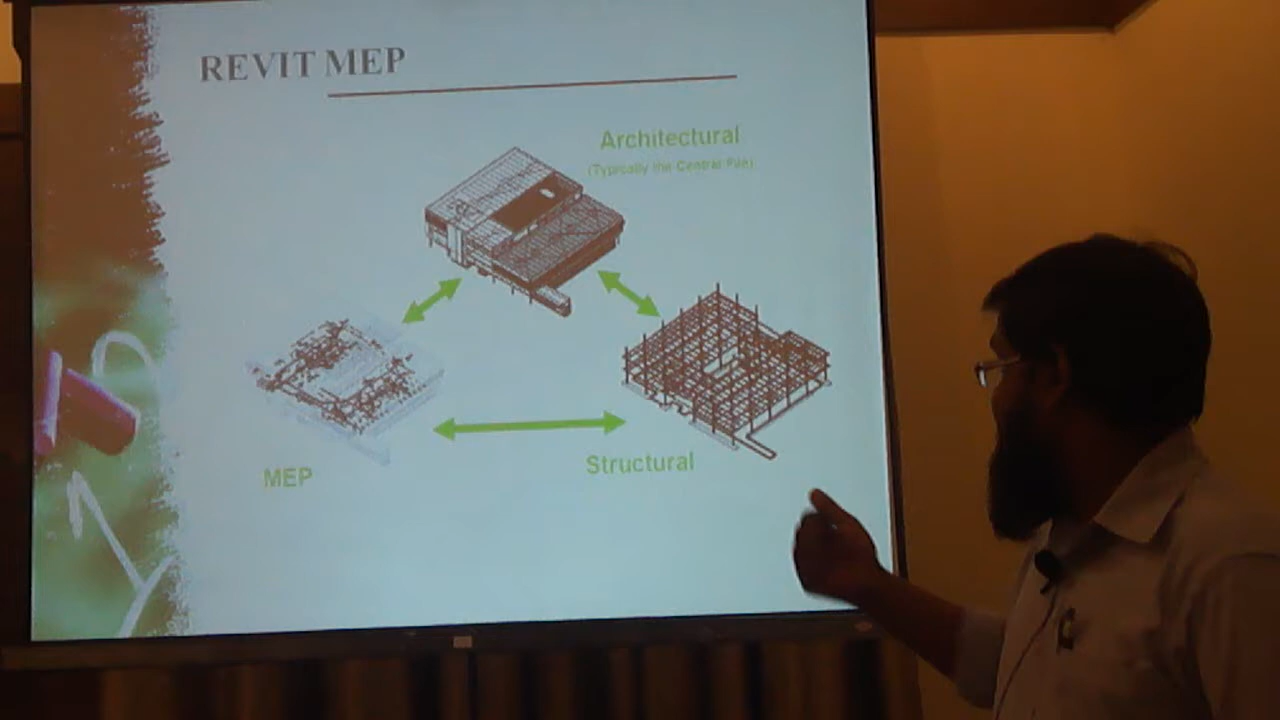 REVIT MEP
Architectural
(Typically the Central File)
MEP
Structural